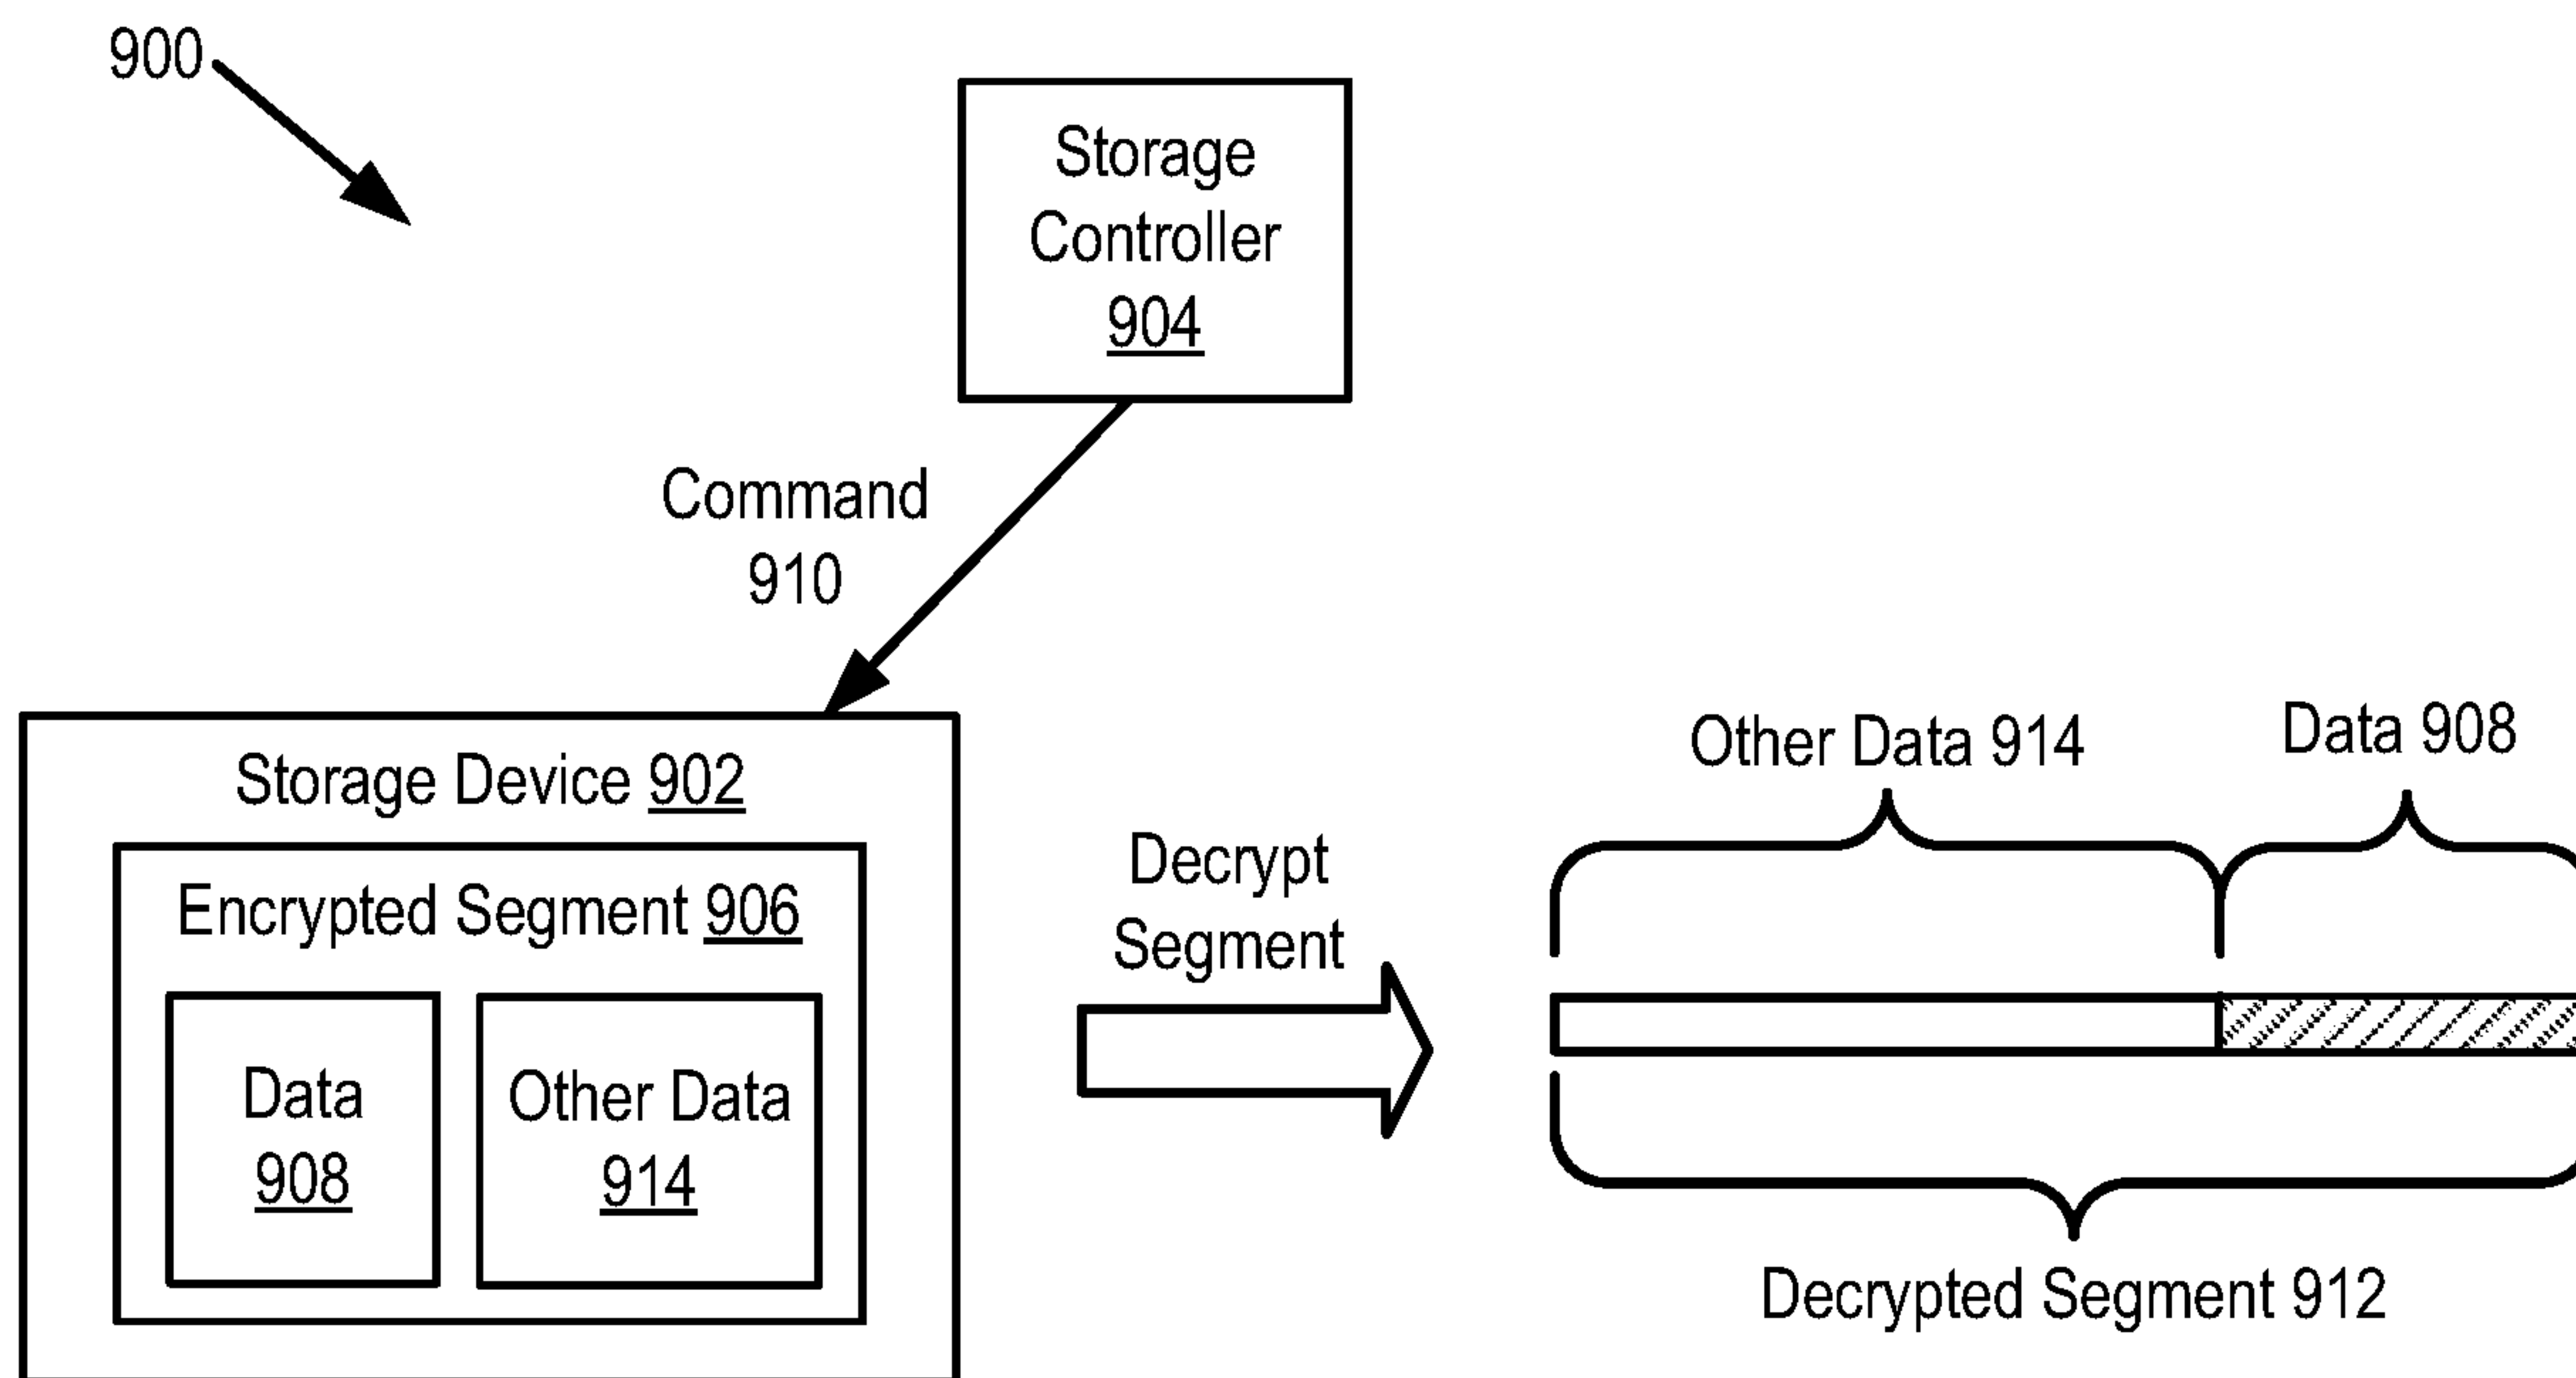 900
Storage
Controller
904
Command
910
Storage Device 902
Encrypted Segment 906
Data
908
Other Data
914
Decrypt
Segment
Other Data 914
Data 908
Decrypted Segment 912